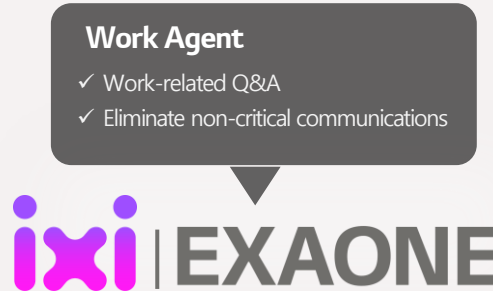 Work Agent
✓ Work-related Q&A
✓ Eliminate non-critical communications
ixi | EXAONE